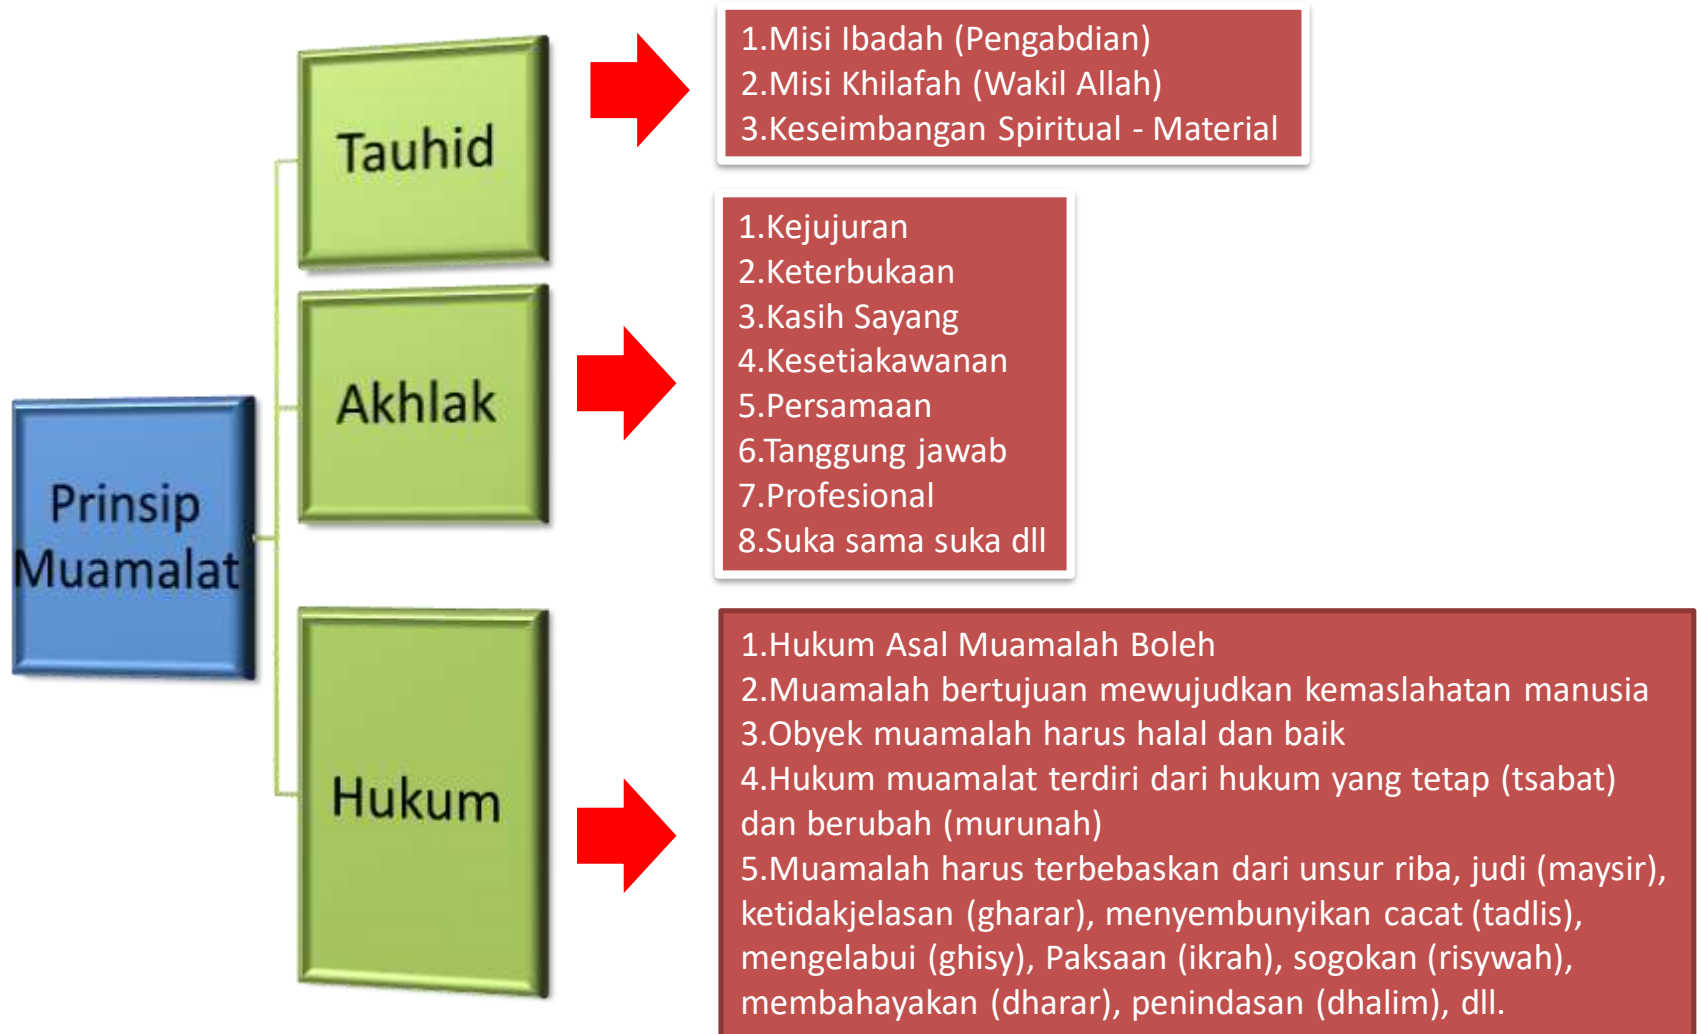 Prinsip
Muamalat
Tauhid
1.Misi Ibadah (Pengabdian)
2.Misi Khilafah (Wakil Allah)
3.Keseimbangan Spiritual - Material
Akhlak
1.Kejujuran
2.Keterbukaan
3.Kasih Sayang
4.Kesetiakawanan
5.Persamaan
6.Tanggung jawab
7.Profesional
8.Suka sama suka dll
Hukum
1.Hukum Asal Muamalah Boleh
2.Muamalah bertujuan mewujudkan kemaslahatan manusia
3.Obyek muamalah harus halal dan baik
4.Hukum muamalat terdiri dari hukum yang tetap (tsabat)
dan berubah (murunah)
5.Muamalah harus terbebaskan dari unsur riba, judi (maysir),
ketidakjelasan (gharar), menyembunyikan cacat (tadlis),
mengelabui (ghisy), Paksaan (ikrah), sogokan (risywah),
membahayakan (dharar), penindasan (dhalim), dll.